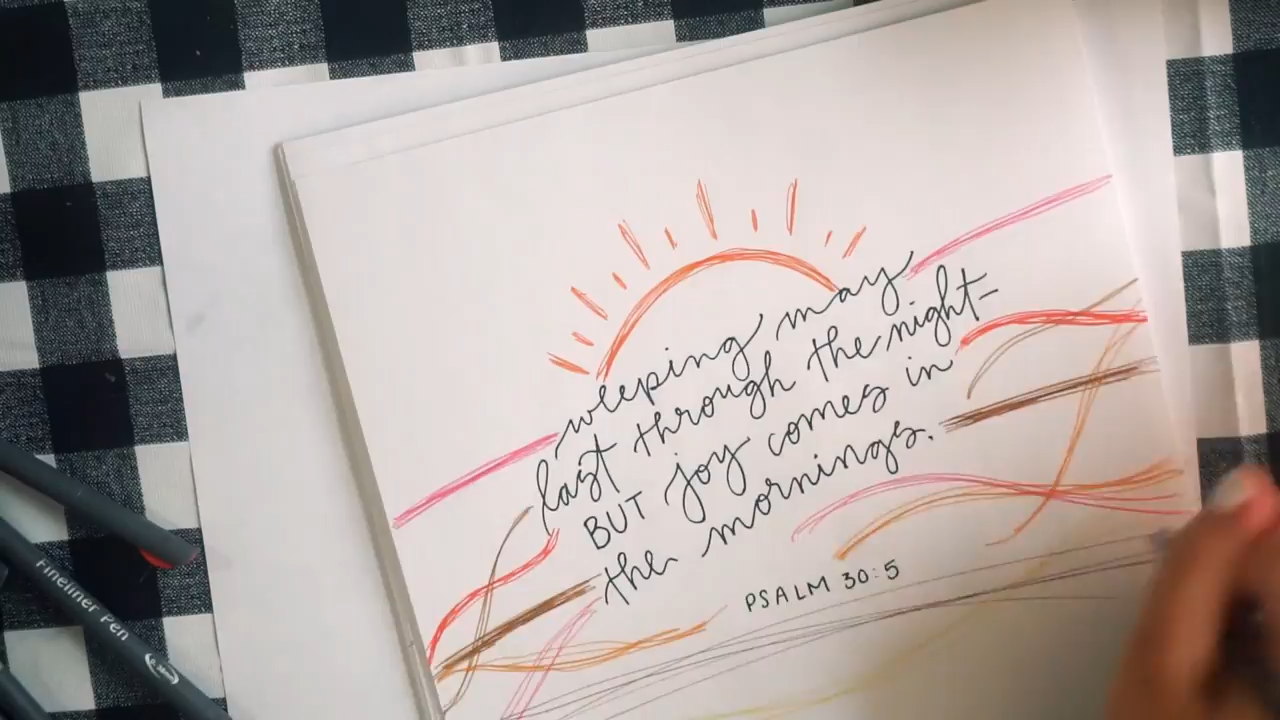 weeping may
last through the night-
BUT joy comes in
the mornings.
PSALM 30:5
Fineliner Pen